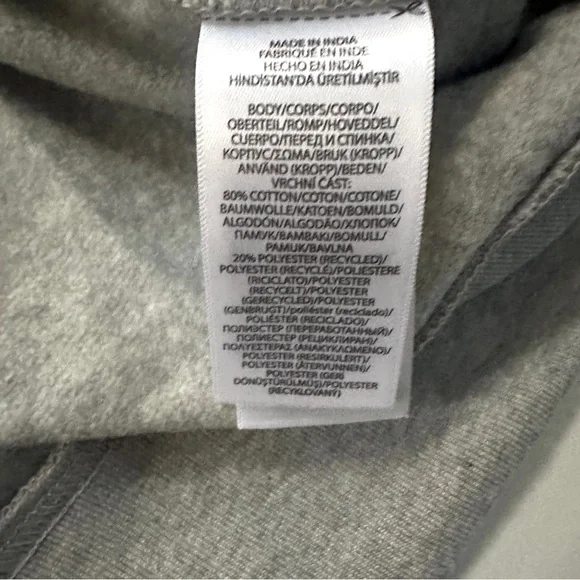 MADE IN INDIA
FABRIQUÉ EN INDE
HECHO EN INDIA
HİNDİSTAN'DA ÜRETİLMİŞTİR
BODY/CORPS/CORPO/
OBERTEIL/ROMP/HOVEDDEL/
CUERPO/ПЕРЕД И СПИНКА/
КОРПУС/ΣΩΜΑ/BRUK (KROPP)/
ANVÄND (KROPP)/BEDEN/
VRCHNÍ ČÁST:
80% COTTON/COTON/COTONE/
BAUMWOLLE/KATOEN/BOMULD/
ALGODÓN/ALGODÃO/ХЛОПОК/
ПАМУК/ΒΑΜΒΑΚΙ/BOMULL/
PAMUK/BAVLNA
20% POLYESTER (RECYCLED)/
POLYESTER (RECYCLÉ)/POLIESTERE
(RICICLATO)/POLYESTER
(RECYCELT)/POLYESTER
(GERECYCLED)/POLYESTER
(GENBRUGT)/poliéster (reciclado)/
POLIÉSTER (RECICLADO)/
ПОЛИЭСТЕР (ПЕРЕРАБОТАННЫЙ)/
ПОЛИЕСТЕР (РЕЦИКЛИРАН)/
ΠΟΛΥΕΣΤΕΡΑΣ (ΑΝΑΚΥΚΛΩΜΕΝΟ)/
POLYESTER (RESIRKULERT)/
POLYESTER (ÅTERVUNNEN)/
POLYESTER (GERİ
DÖNÜŞTÜRÜLMÜŞ)/POLYESTER
(RECYKLOVANÝ)